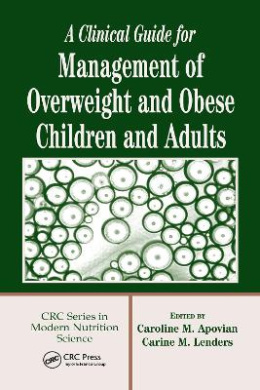 A Clinical Guide for
Management of
Overweight and Obese
Children and Adults
CRC Series in
Modern Nutrition
Science
CRC Press
EDITED BY
Caroline M. Apovian
Carine M. Lenders